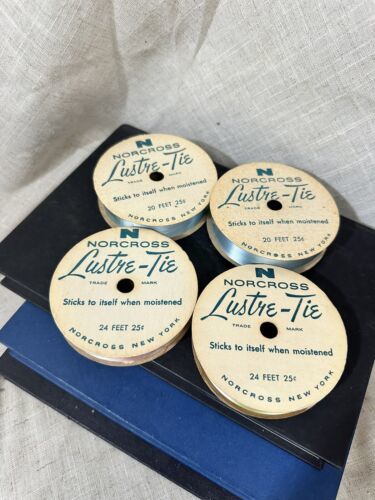 N
NORCROSS
Lustre-Tie
TRADE MARK
Sticks to itself when moistened
20 FEET 25¢
NORCROSS NEW YORK
N
NORCROSS
Lustre-Tie
TRADE MARK
Sticks to itself when moistened
20 FEET 25¢
NORCROSS NEW YORK
N
NORCROSS
Lustre-Tie
TRADE MARK
Sticks to itself when moistened
24 FEET 25¢
NORCROSS NEW YORK
N
NORCROSS
Lustre-Tie
TRADE MARK
Sticks to itself when moistened
24 FEET 25¢
NORCROSS NEW YORK